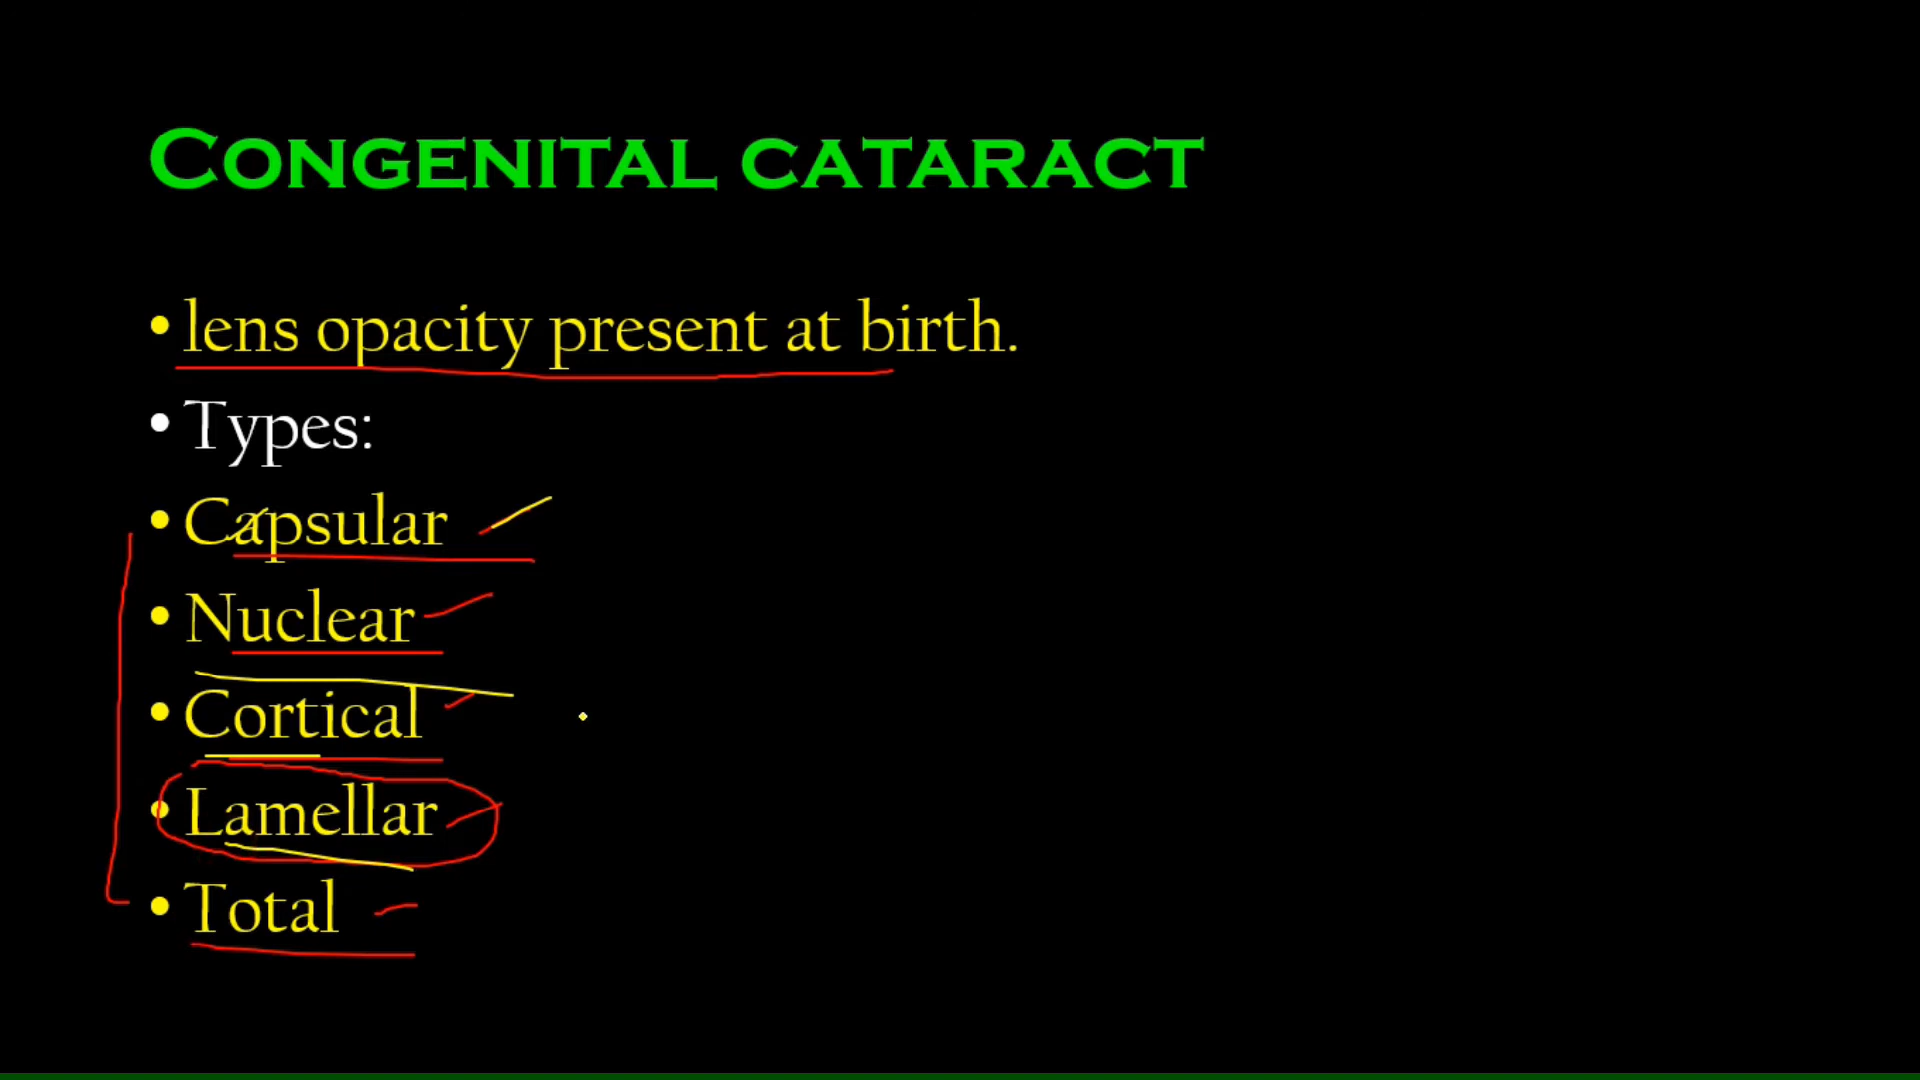 CONGENITAL CATARACT
• lens opacity present at birth.
• Types:
• Capsular
• Nuclear
• Cortical
• Lamellar
• Total